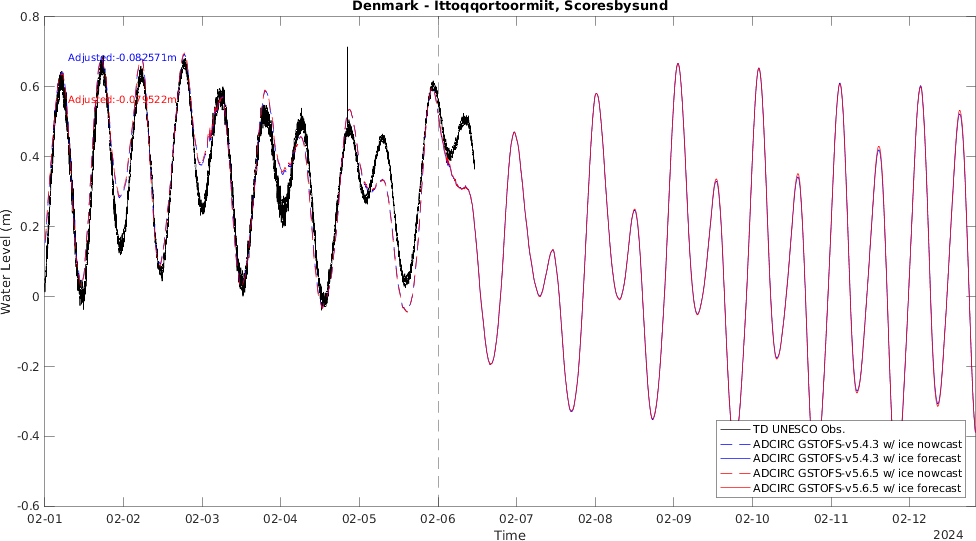 Denmark - Ittoqqortoormiit, Scoresbysund
0.8
0.6
0.4
0.2
0
-0.2
-0.4
-0.6
Water Level (m)
Adjusted:-0.082571m
Adjusted:-0.079522m
TD UNESCO Obs.
ADCIRC GSTOFS-v5.4.3 w/ ice nowcast
ADCIRC GSTOFS-v5.4.3 w/ ice forecast
ADCIRC GSTOFS-v5.6.5 w/ ice nowcast
ADCIRC GSTOFS-v5.6.5 w/ ice forecast
02-01 02-02 02-03 02-04 02-05 02-06 02-07 02-08 02-09 02-10 02-11 02-12
Time
2024